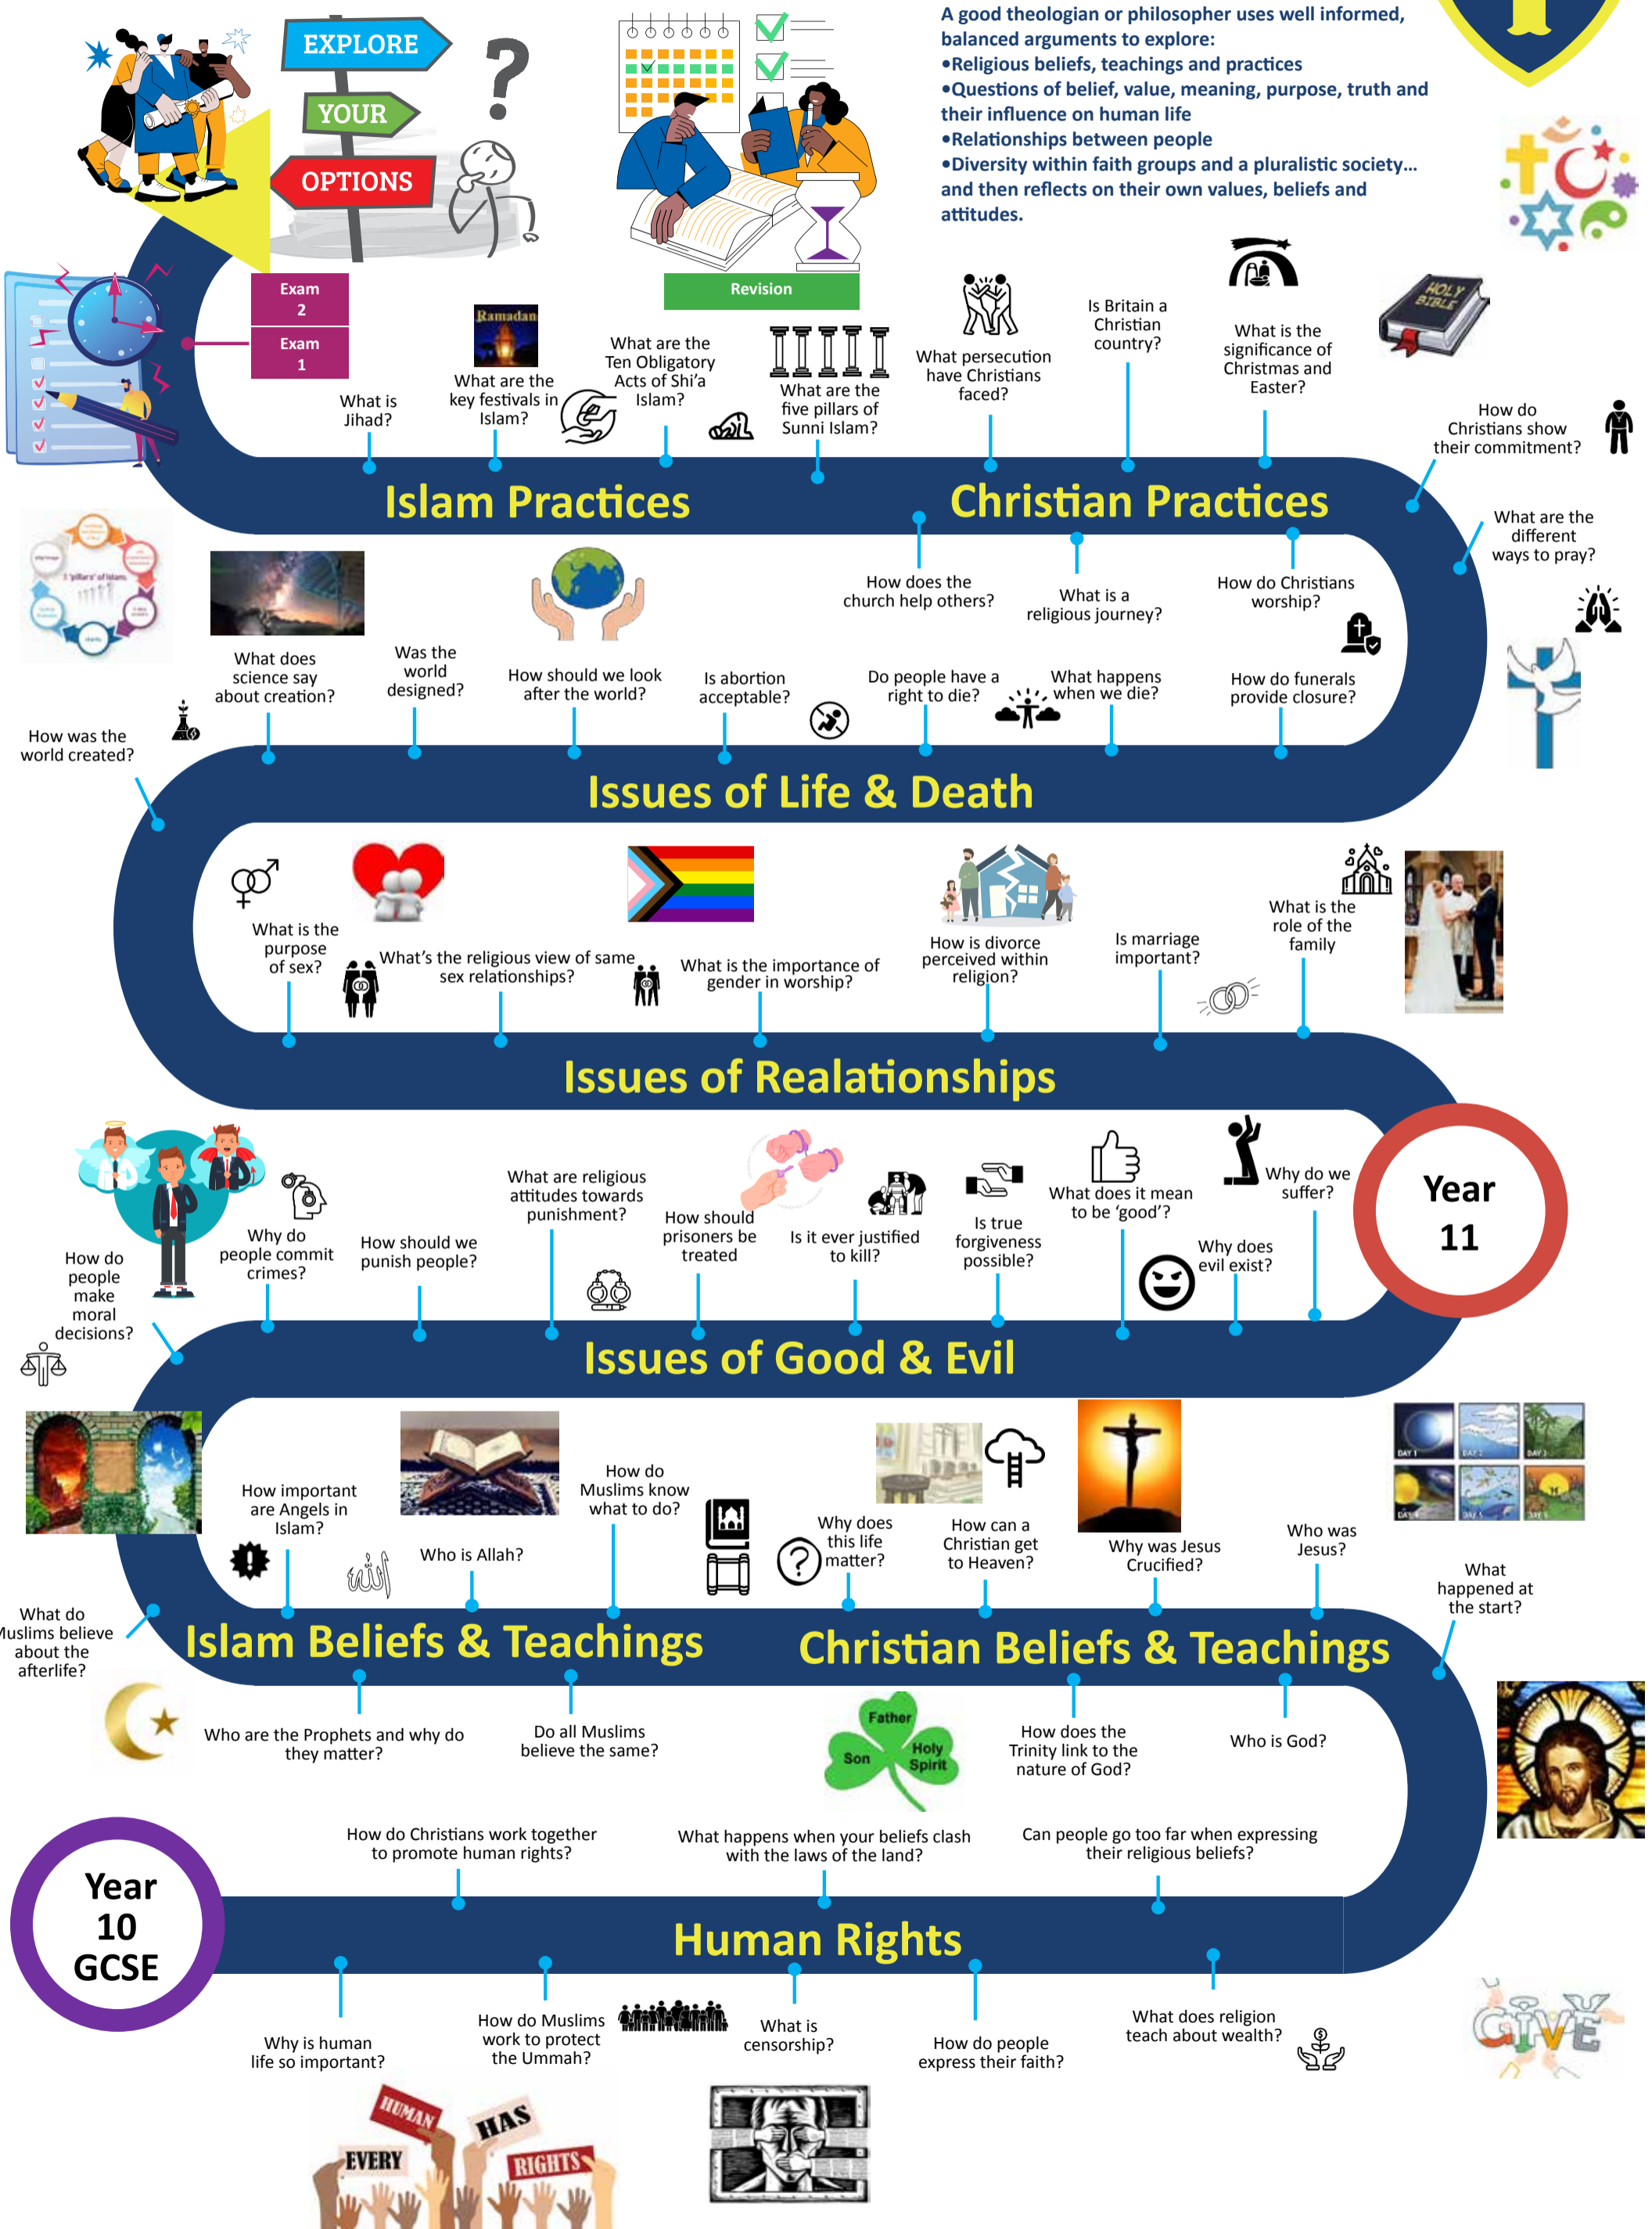 EXPLORE
YOUR
OPTIONS
A good theologian or philosopher uses well informed,
balanced arguments to explore:
•Religious beliefs, teachings and practices
•Questions of belief, value, meaning, purpose, truth and
their influence on human life
•Relationships between people
•Diversity within faith groups and a pluralistic society...
and then reflects on their own values, beliefs and
attitudes.
Exam
2
Exam
1
Revision
What is
Jihad?
Ramadan
What are the
key festivals in
Islam?
What are the
Ten Obligatory
Acts of Shi'a
Islam?
What are the
five pillars of
Sunni Islam?
What persecution
have Christians
faced?
Is Britain a
Christian
country?
What is the
significance of
Christmas and
Easter?
HOLY
BIBLE
How do
Christians show
their commitment?
Islam Practices
Christian Practices
What are the
different
ways to pray?
5 'pillars' of Islam
How does the
church help others?
What is a
religious journey?
How do Christians
worship?
How was the
world created?
What does
science say
about creation?
Was the
world
designed?
How should we look
after the world?
Is abortion
acceptable?
Do people have a
right to die?
What happens
when we die?
How do funerals
provide closure?
Issues of Life & Death
What is the
purpose
of sex?
What's the religious view of same
sex relationships?
What is the importance of
gender in worship?
How is divorce
perceived within
religion?
Is marriage
important?
What is the
role of the
family
Issues of Realationships
Year
11
How do
people
make
moral
decisions?
Why do
people commit
crimes?
How should we
punish people?
What are religious
attitudes towards
punishment?
How should
prisoners be
treated
Is it ever justified
to kill?
Is true
forgiveness
possible?
What does it mean
to be ‘good’?
Why does
evil exist?
Why do we
suffer?
Issues of Good & Evil
How important
are Angels in
Islam?
الله
Who is Allah?
How do
Muslims know
what to do?
Why does
this life
matter?
How can a
Christian get
to Heaven?
Why was Jesus
Crucified?
Who was
Jesus?
DAY 1
DAY 2
DAY 3
DAY 4
DAY 5
DAY 6
What
happened at
the start?
What do
Muslims believe
about the
afterlife?
Islam Beliefs & Teachings
Christian Beliefs & Teachings
Who are the Prophets and why do
they matter?
Do all Muslims
believe the same?
Father
Son
Holy
Spirit
How does the
Trinity link to the
nature of God?
Who is God?
Year
10
GCSE
How do Christians work together
to promote human rights?
What happens when your beliefs clash
with the laws of the land?
Can people go too far when expressing
their religious beliefs?
Human Rights
Why is human
life so important?
How do Muslims
work to protect
the Ummah?
What is
censorship?
How do people
express their faith?
What does religion
teach about wealth?
GIVE
EVERY
HUMAN
HAS
RIGHTS